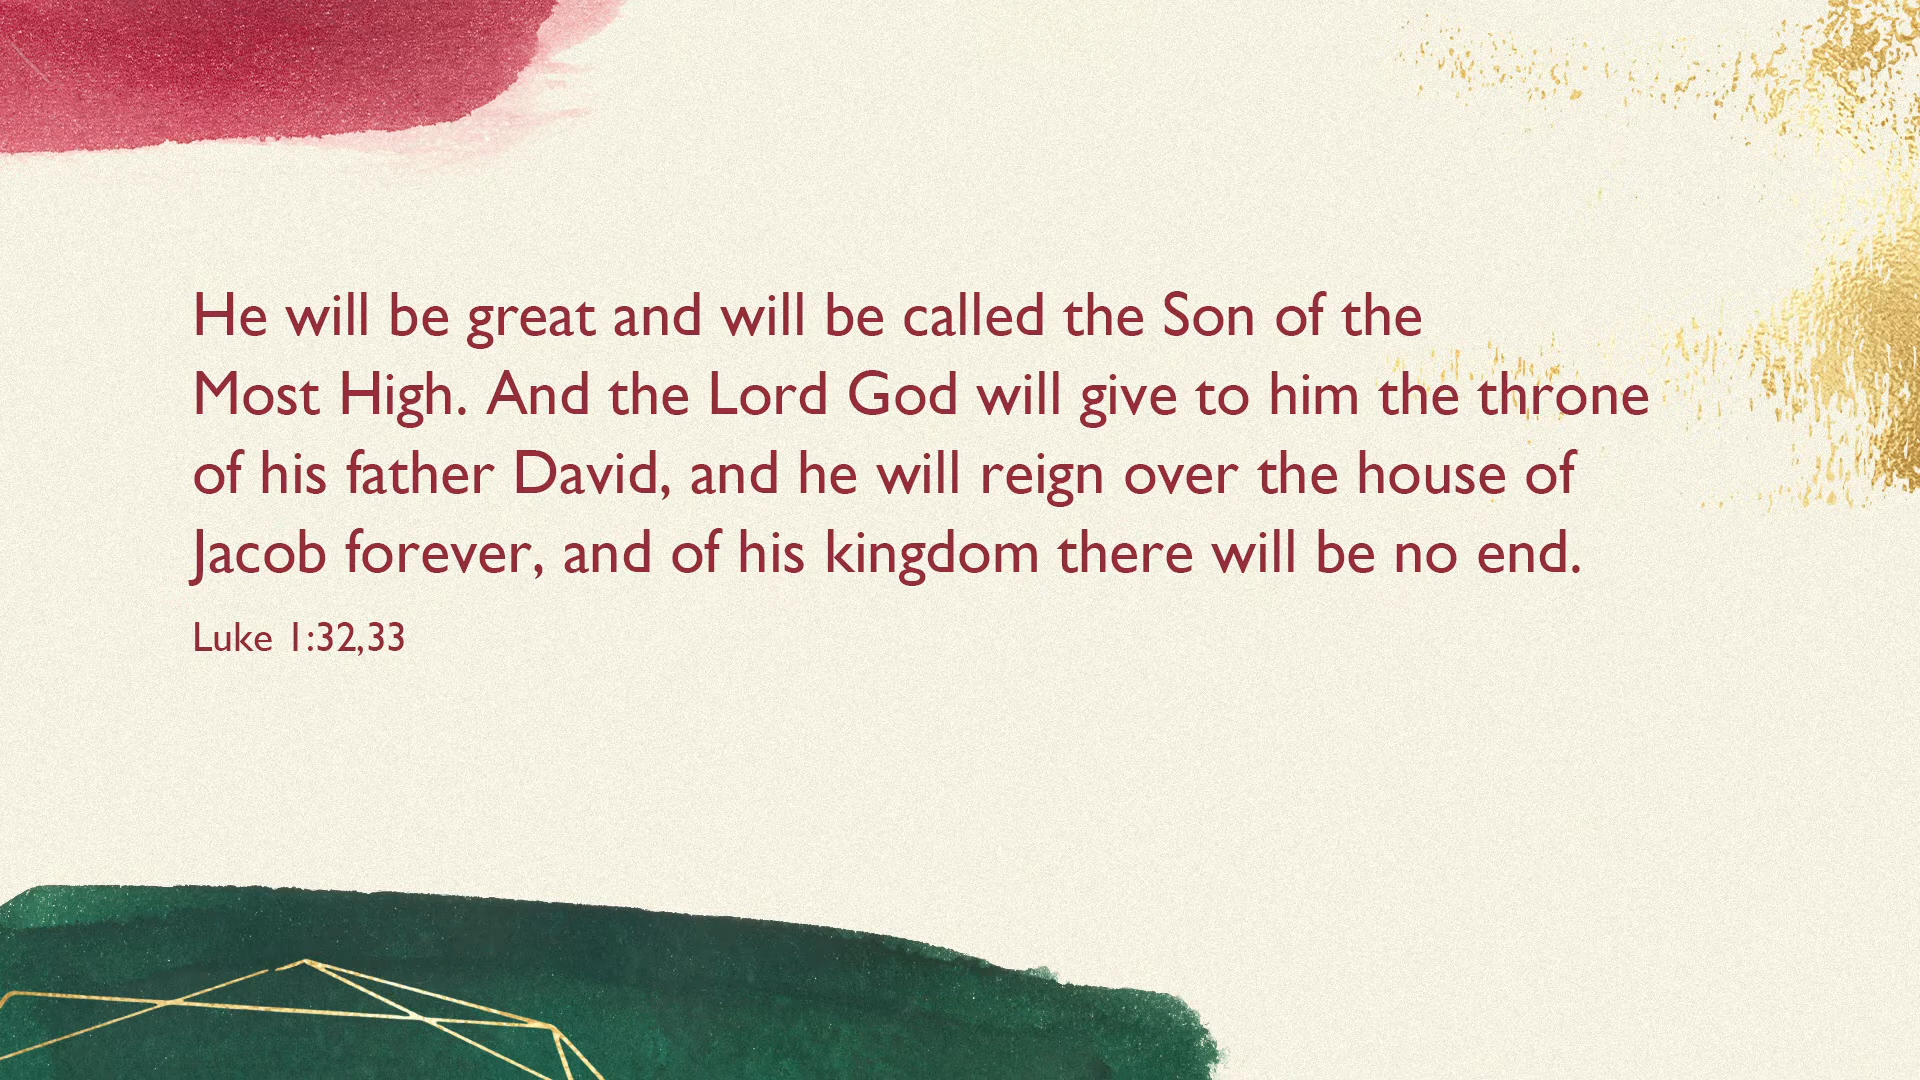 He will be great and will be called the Son of the
Most High. And the Lord God will give to him the throne
of his father David, and he will reign over the house of
Jacob forever, and of his kingdom there will be no end.
Luke 1:32,33